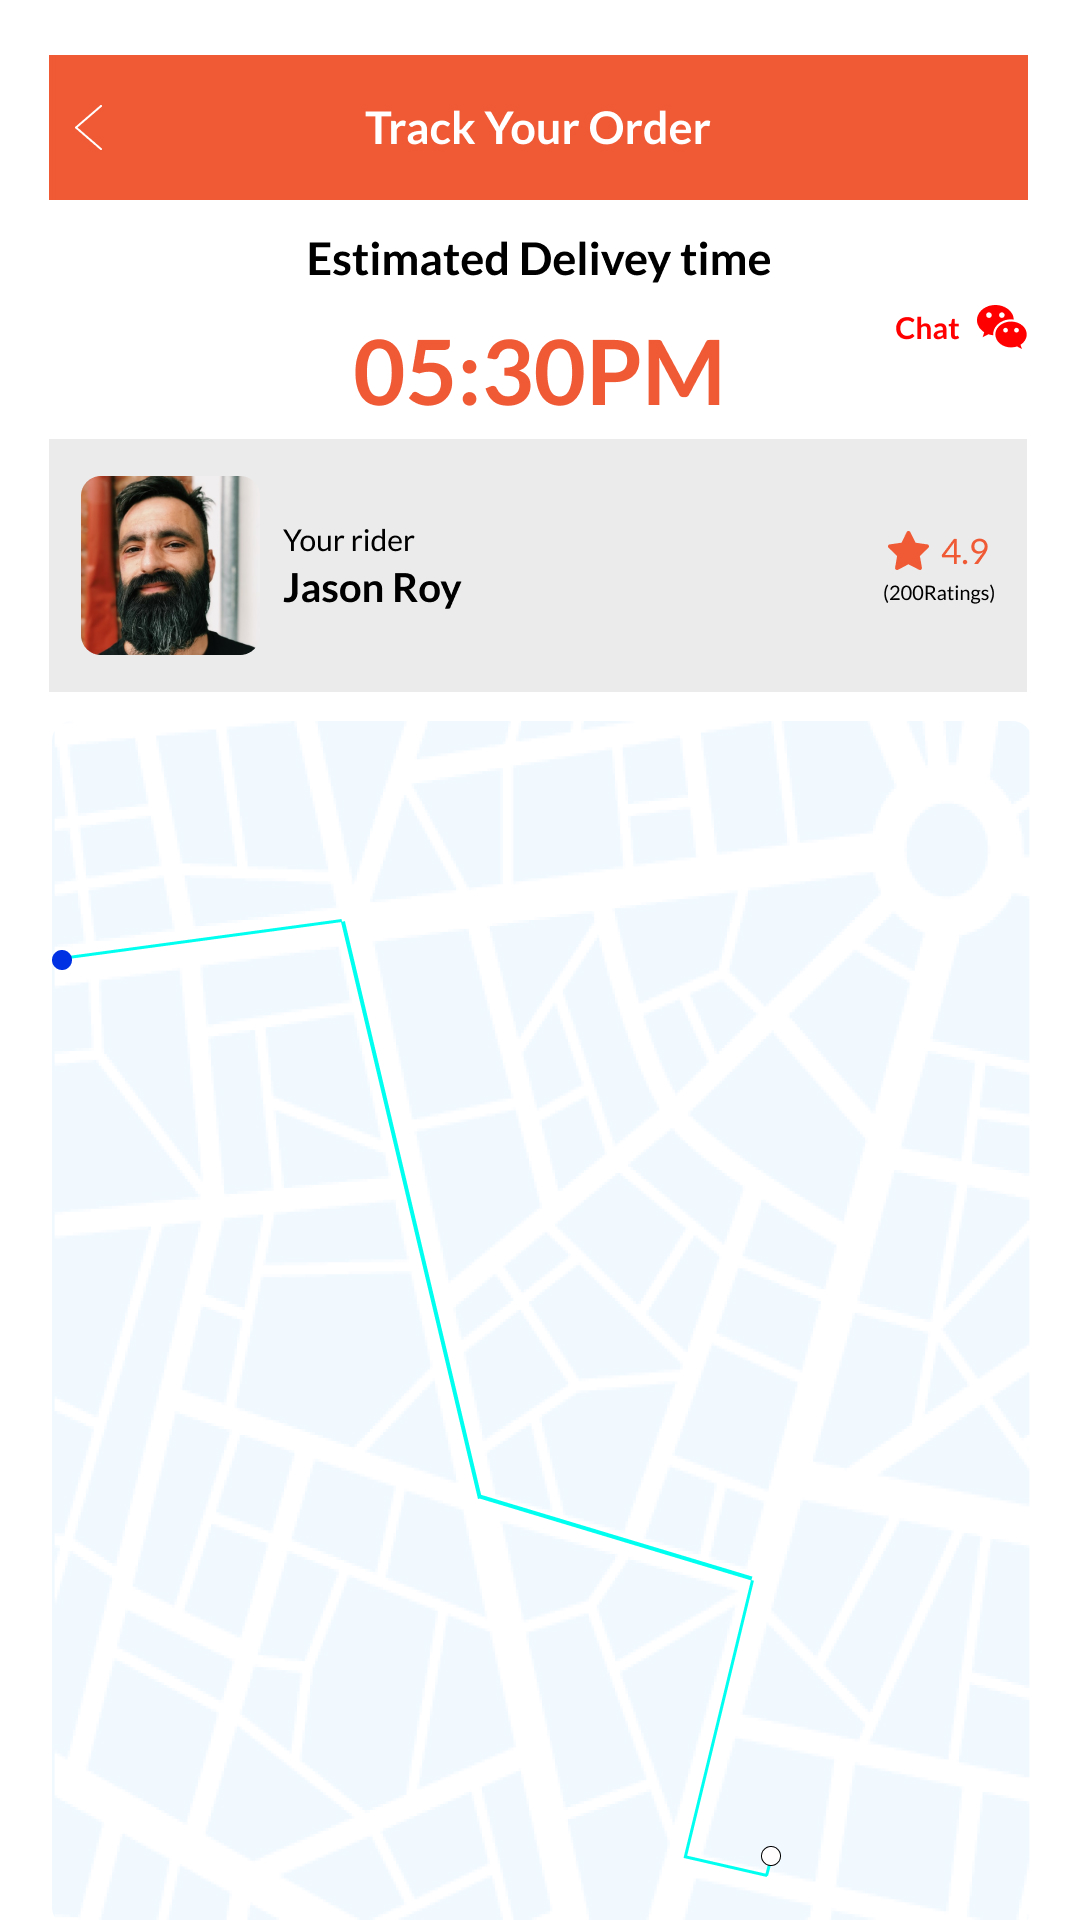 Track Your Order
Estimated Delivey time
Chat
05:30PM
Your rider
Jason Roy
4.9
(200Ratings)